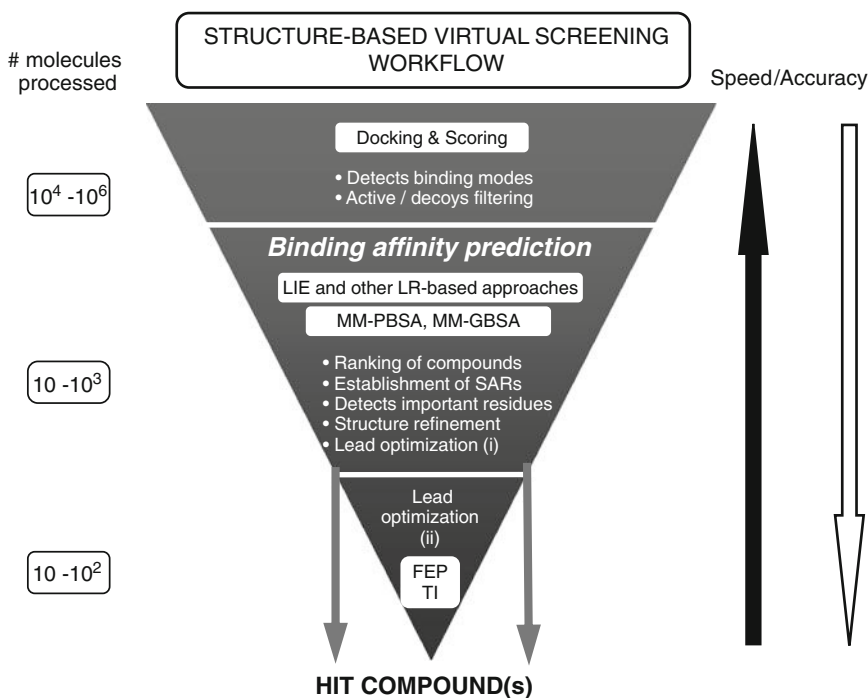 STRUCTURE-BASED VIRTUAL SCREENING
WORKFLOW
# molecules
processed
Speed/Accuracy
Docking & Scoring
• Detects binding modes
• Active / decoys filtering
10⁴ -10⁶
Binding affinity prediction
LIE and other LR-based approaches
MM-PBSA, MM-GBSA
• Ranking of compounds
• Establishment of SARs
• Detects important residues
• Structure refinement
• Lead optimization (i)
10 -10³
Lead
optimization
(ii)
FEP
TI
10 -10²
HIT COMPOUND(s)